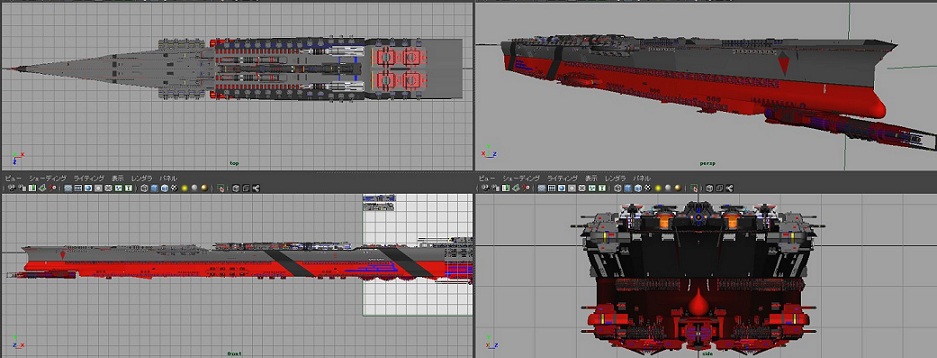 top
persp
ビュー シェーディング ライティング 表示 レンダラ パネル
ビュー シェーディング ライティング 表示 レンダラ パネル
front
side